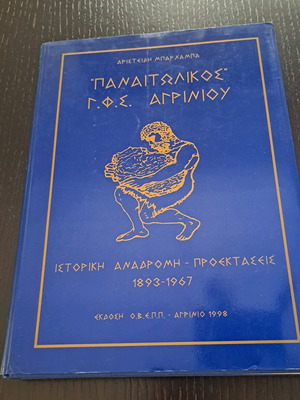 ΑΡΙΣΤΕΙΔΗ ΜΠΑΡΧΑΜΠΑ
"ΠΑΝΑΙΤΩΛΙΚΟΣ"
Γ.Φ.Σ. ΑΓΡΙΝΙΟΥ
ΙΣΤΟΡΙΚΗ ΑΝΑΔΡΟΜΗ - ΠΡΟΕΚΤΑΣΕΙΣ
1893-1967
ΕΚΔΟΣΗ Ο.Β.Ε.Π.Π. - ΑΓΡΙΝΙΟ 1998